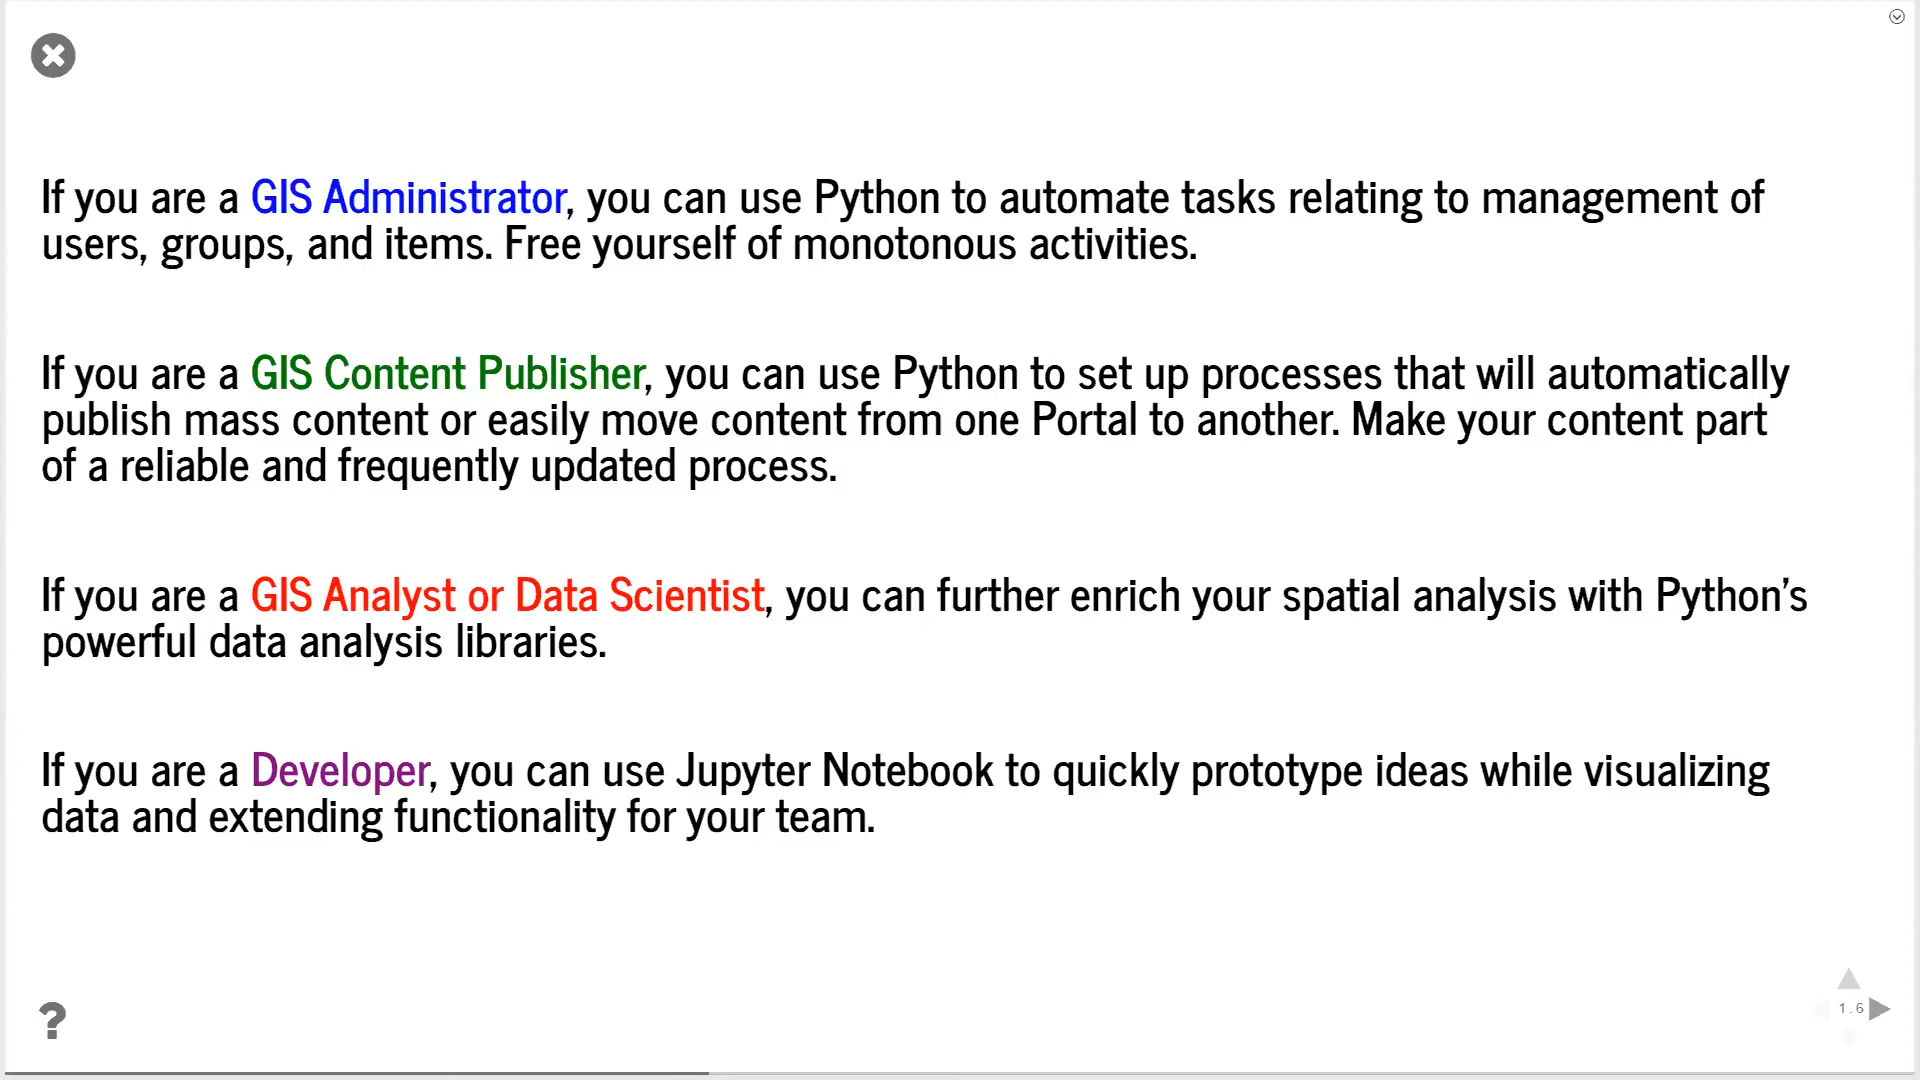 If you are a GIS Administrator, you can use Python to automate tasks relating to management of
users, groups, and items. Free yourself of monotonous activities.
If you are a GIS Content Publisher, you can use Python to set up processes that will automatically
publish mass content or easily move content from one Portal to another. Make your content part
of a reliable and frequently updated process.
If you are a GIS Analyst or Data Scientist, you can further enrich your spatial analysis with Python’s
powerful data analysis libraries.
If you are a Developer, you can use Jupyter Notebook to quickly prototype ideas while visualizing
data and extending functionality for your team.
?
1.6